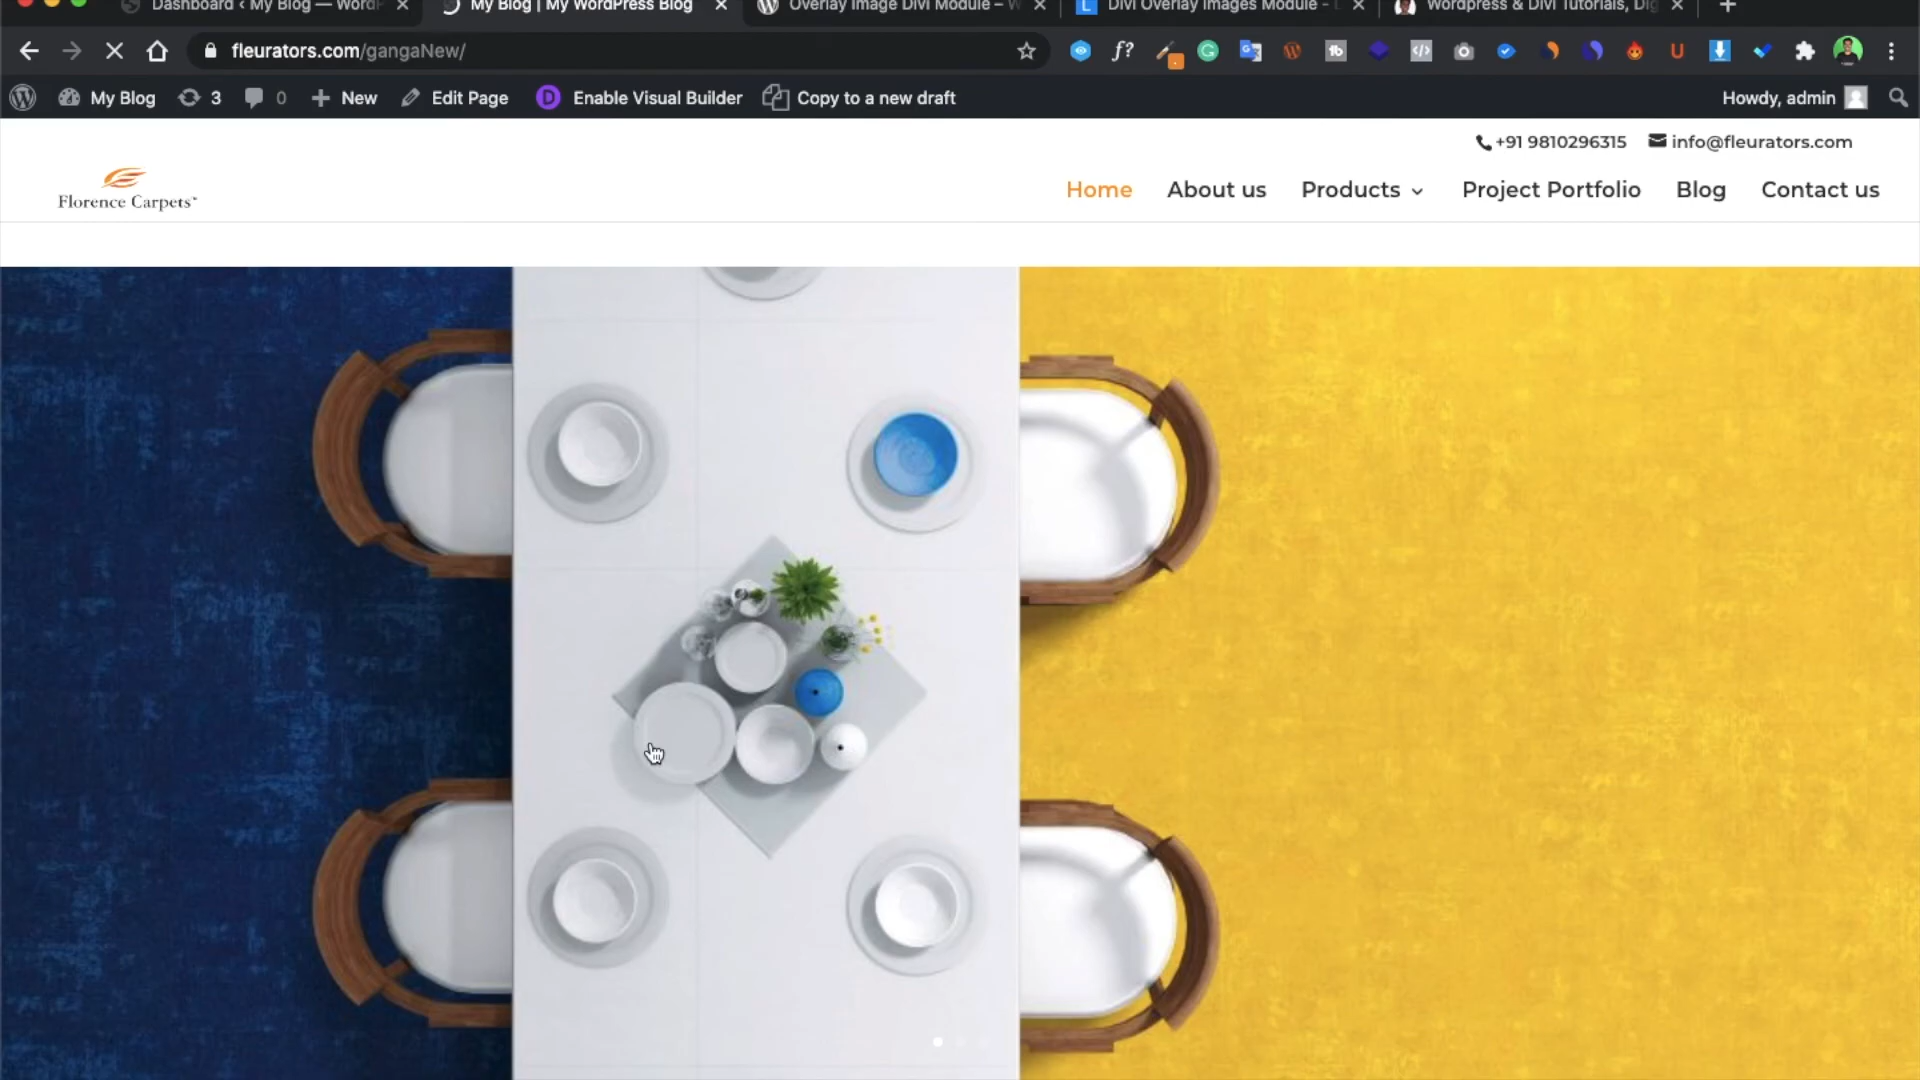 Dashboard ‹ My Blog — WordP
My Blog | My WordPress Blog
Overlay Image Divi Module – W
Divi Overlay Images Module -
Wordpress & Divi Tutorials, Dig
fleurators.com/gangaNew/
My Blog
3
0
New
Edit Page
Enable Visual Builder
Copy to a new draft
Howdy, admin
+91 9810296315
info@fleurators.com
Florence Carpets
Home
About us
Products
Project Portfolio
Blog
Contact us